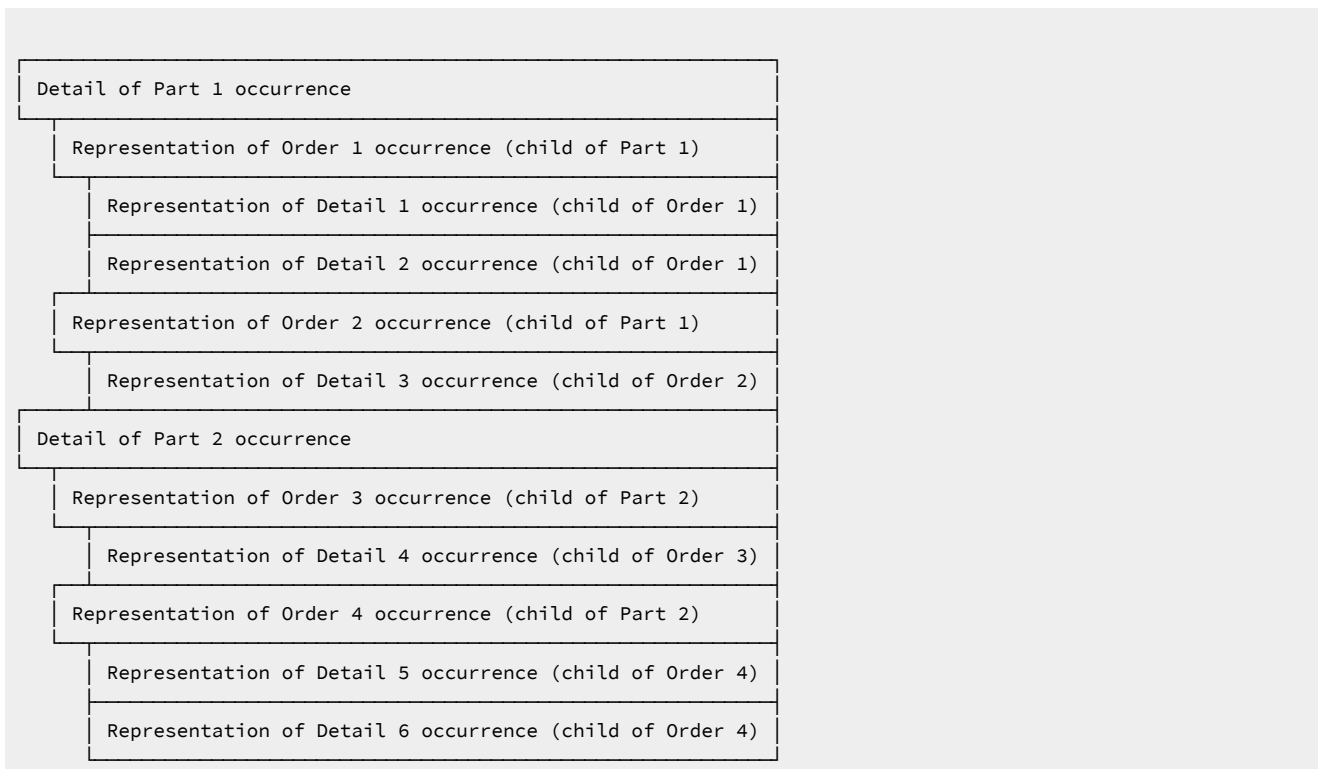 Detail of Part 1 occurrence
Representation of Order 1 occurrence (child of Part 1)
Representation of Detail 1 occurrence (child of Order 1)
Representation of Detail 2 occurrence (child of Order 1)
Representation of Order 2 occurrence (child of Part 1)
Representation of Detail 3 occurrence (child of Order 2)
Detail of Part 2 occurrence
Representation of Order 3 occurrence (child of Part 2)
Representation of Detail 4 occurrence (child of Order 3)
Representation of Order 4 occurrence (child of Part 2)
Representation of Detail 5 occurrence (child of Order 4)
Representation of Detail 6 occurrence (child of Order 4)